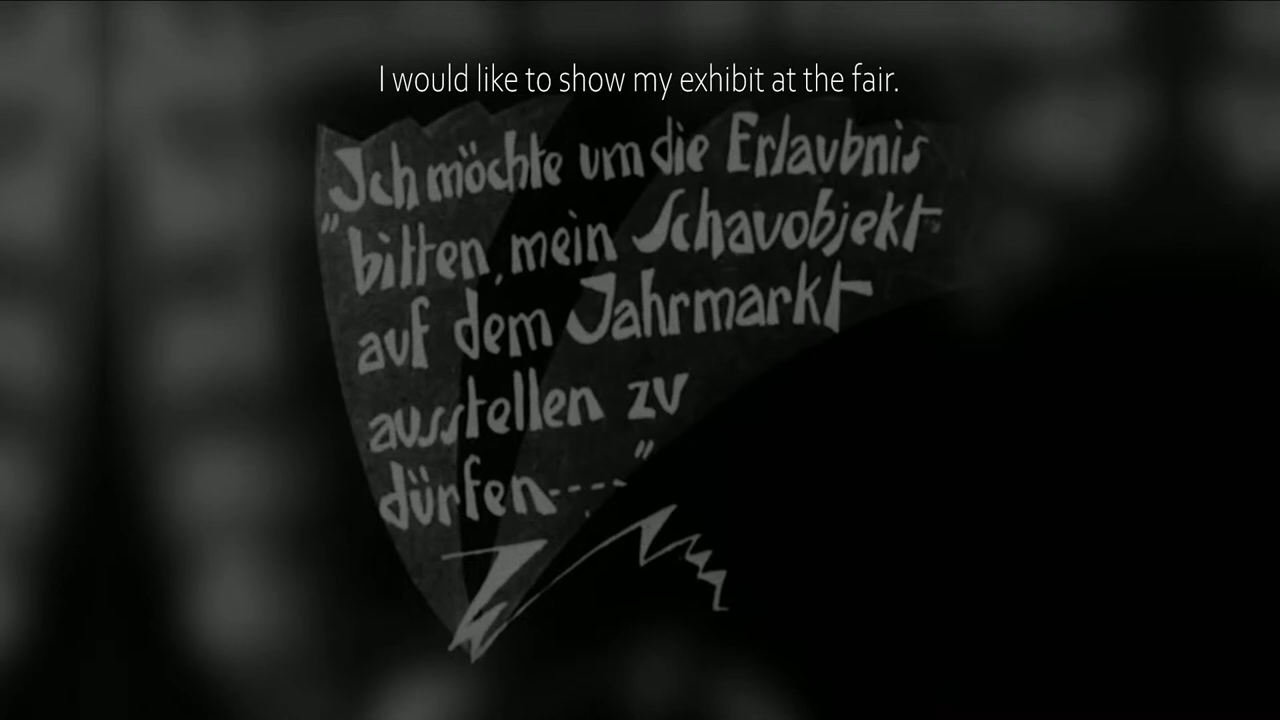 I would like to show my exhibit at the fair.
"Jch möchte um die Erlaubnis
bitten, mein Schauobjekt
auf dem Jahrmarkt
ausstellen zu
dürfen----"